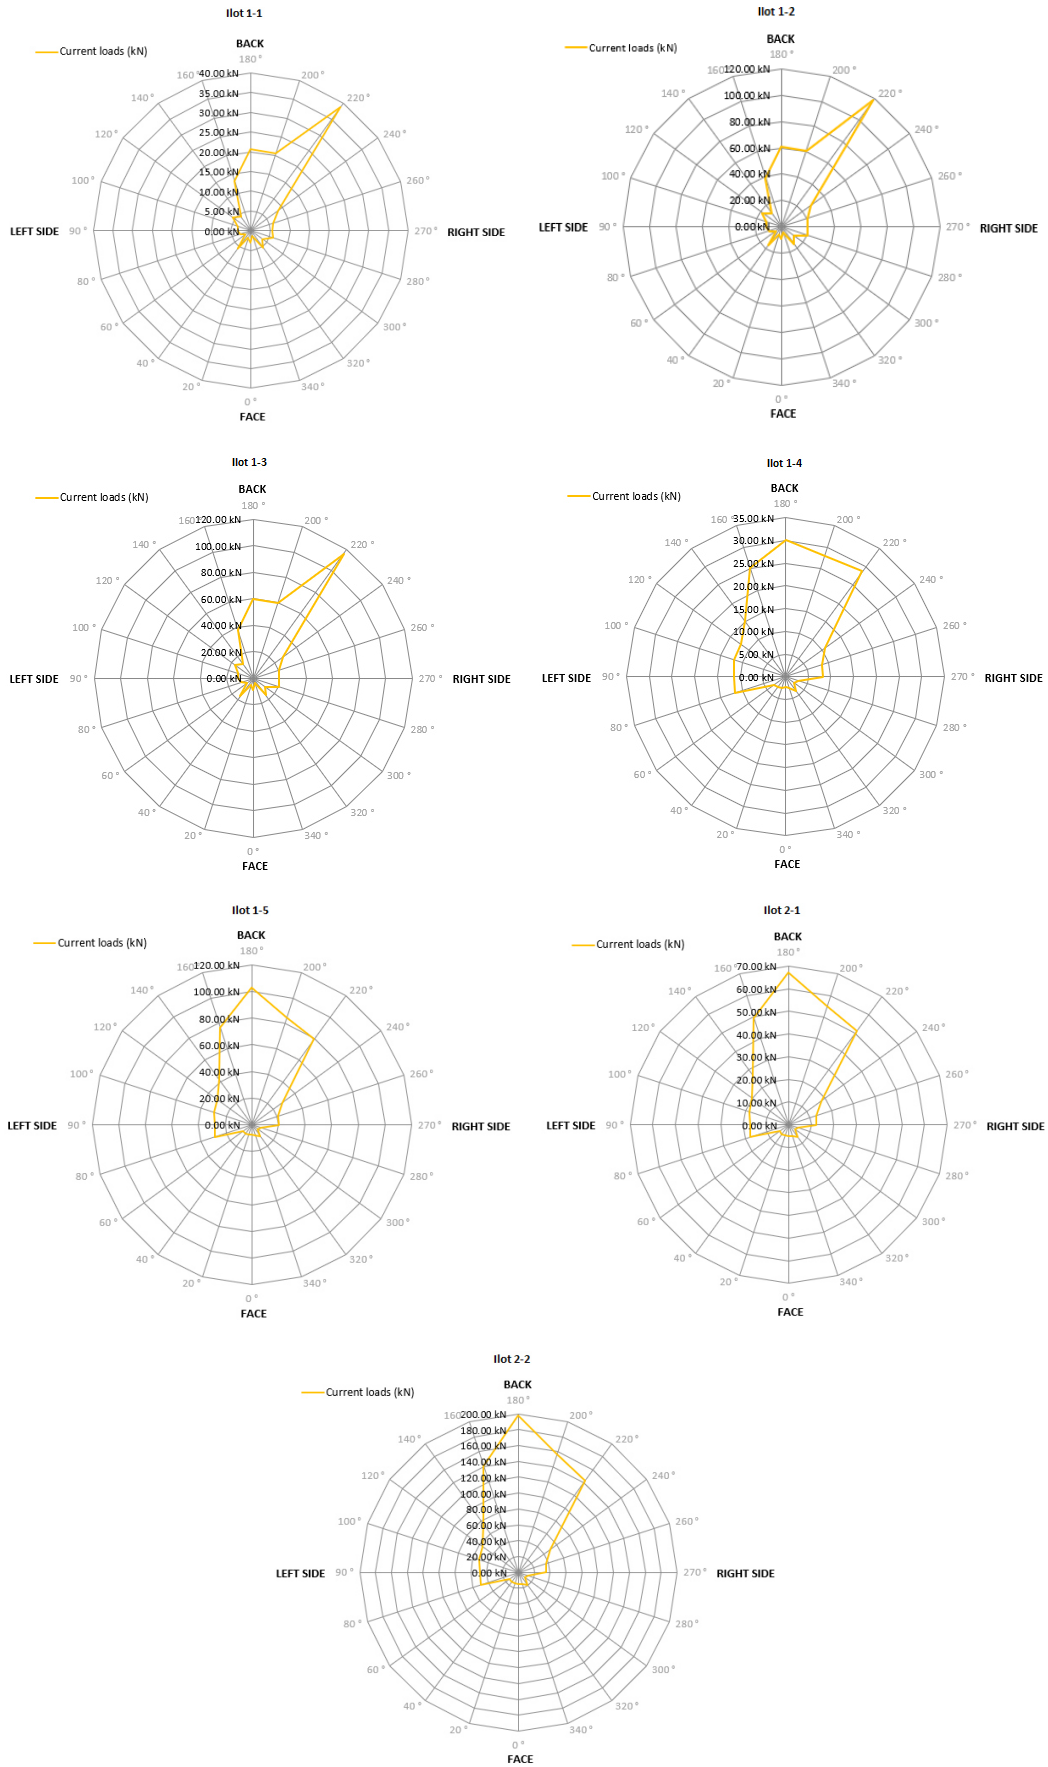 Ilot 1-1
Current loads (kN)
BACK
180°
40.00 kN
160°
200°
35.00 kN
140°
220°
30.00 kN
25.00 kN
120°
240°
20.00 kN
15.00 kN
100°
260°
10.00 kN
5.00 kN
LEFT SIDE 90° 0.00 kN 270° RIGHT SIDE
80°
280°
60°
300°
40°
320°
20°
340°
0°
FACE
Ilot 1-2
Current loads (kN)
BACK
180°
120.00 kN
160°
200°
100.00 kN
140°
220°
80.00 kN
120°
240°
60.00 kN
100°
260°
40.00 kN
20.00 kN
LEFT SIDE 90° 0.00 kN 270° RIGHT SIDE
80°
280°
60°
300°
40°
320°
20°
340°
0°
FACE
Ilot 1-3
Current loads (kN)
BACK
180°
120.00 kN
160°
200°
100.00 kN
140°
220°
80.00 kN
120°
240°
60.00 kN
100°
260°
40.00 kN
20.00 kN
LEFT SIDE 90° 0.00 kN 270° RIGHT SIDE
80°
280°
60°
300°
40°
320°
20°
340°
0°
FACE
Ilot 1-4
Current loads (kN)
BACK
180°
35.00 kN
160°
200°
30.00 kN
140°
220°
25.00 kN
120°
240°
20.00 kN
15.00 kN
100°
260°
10.00 kN
5.00 kN
LEFT SIDE 90° 0.00 kN 270° RIGHT SIDE
80°
280°
60°
300°
40°
320°
20°
340°
0°
FACE
Ilot 1-5
Current loads (kN)
BACK
180°
120.00 kN
160°
200°
100.00 kN
140°
220°
80.00 kN
120°
240°
60.00 kN
100°
260°
40.00 kN
20.00 kN
LEFT SIDE 90° 0.00 kN 270° RIGHT SIDE
80°
280°
60°
300°
40°
320°
20°
340°
0°
FACE
Ilot 2-1
Current loads (kN)
BACK
180°
70.00 kN
160°
200°
60.00 kN
140°
220°
50.00 kN
120°
240°
40.00 kN
30.00 kN
100°
260°
20.00 kN
10.00 kN
LEFT SIDE 90° 0.00 kN 270° RIGHT SIDE
80°
280°
60°
300°
40°
320°
20°
340°
0°
FACE
Ilot 2-2
Current loads (kN)
BACK
180°
200.00 kN
160°
200°
180.00 kN
140°
220°
160.00 kN
140.00 kN
120°
240°
120.00 kN
100.00 kN
100°
260°
80.00 kN
60.00 kN
40.00 kN
20.00 kN
LEFT SIDE 90° 0.00 kN 270° RIGHT SIDE
80°
280°
60°
300°
40°
320°
20°
340°
0°
FACE